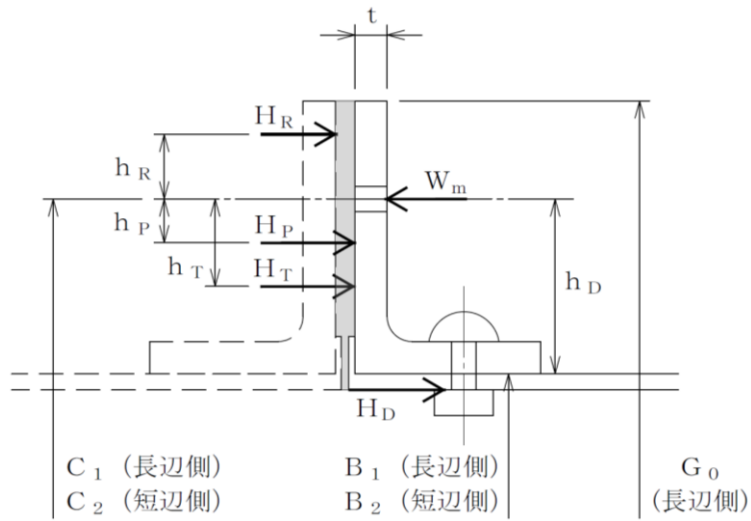 t
H R
h R
W m
h P
H P
h T
H T
h D
H D
C 1 (長辺側)
C 2 (短辺側)
B 1 (長辺側)
B 2 (短辺側)
G 0
(長辺側)